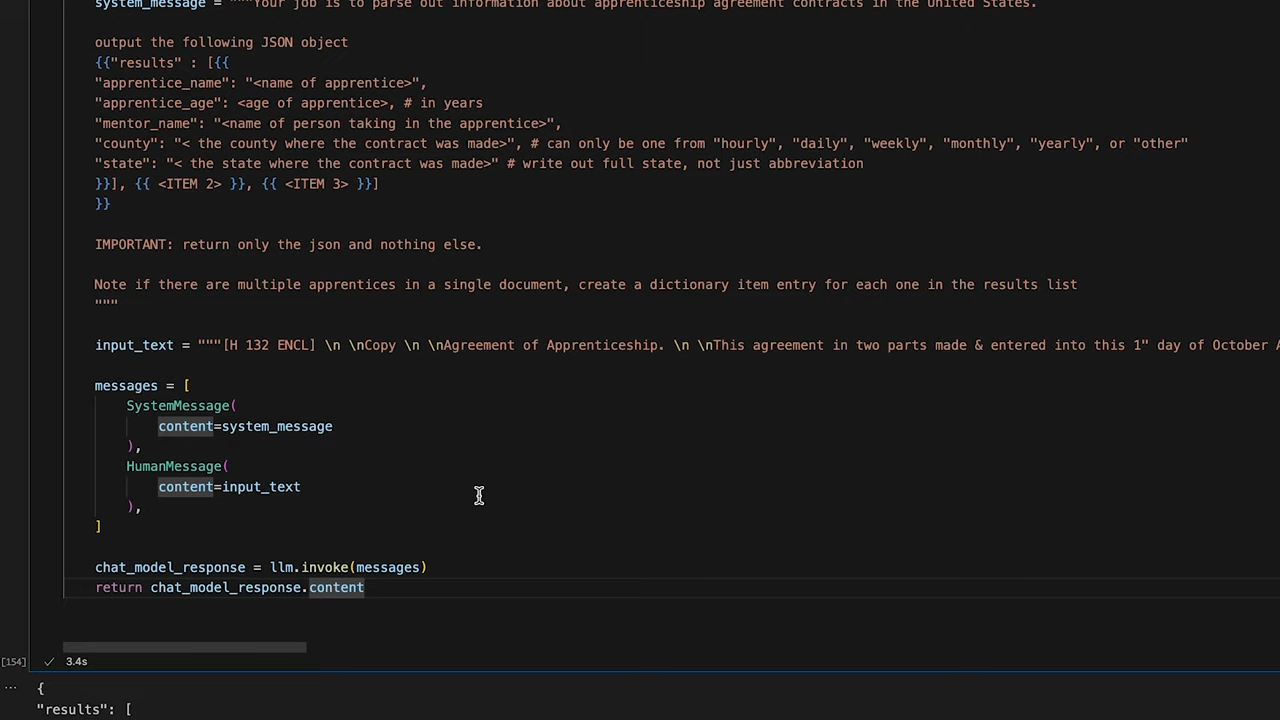 system_message = """Your job is to parse out information about apprenticeship agreement contracts in the United States.
output the following JSON object
{{"results" : [{{
"apprentice_name": "<name of apprentice>",
"apprentice_age": <age of apprentice>, # in years
"mentor_name": "<name of person taking in the apprentice>",
"county": "< the county where the contract was made>", # can only be one from "hourly", "daily", "weekly", "monthly", "yearly", or "other"
"state": "< the state where the contract was made>" # write out full state, not just abbreviation
}}], {{ <ITEM 2> }}, {{ <ITEM 3> }}]
}}
IMPORTANT: return only the json and nothing else.
Note if there are multiple apprentices in a single document, create a dictionary item entry for each one in the results list
"""
input_text = """[H 132 ENCL] \n \nCopy \n \nAgreement of Apprenticeship. \n \nThis agreement in two parts made & entered into this 1" day of October A
messages = [
SystemMessage(
content=system_message
),
HumanMessage(
content=input_text
),
]
chat_model_response = llm.invoke(messages)
return chat_model_response.content
[154] ✓ 3.4s
... {
"results": [